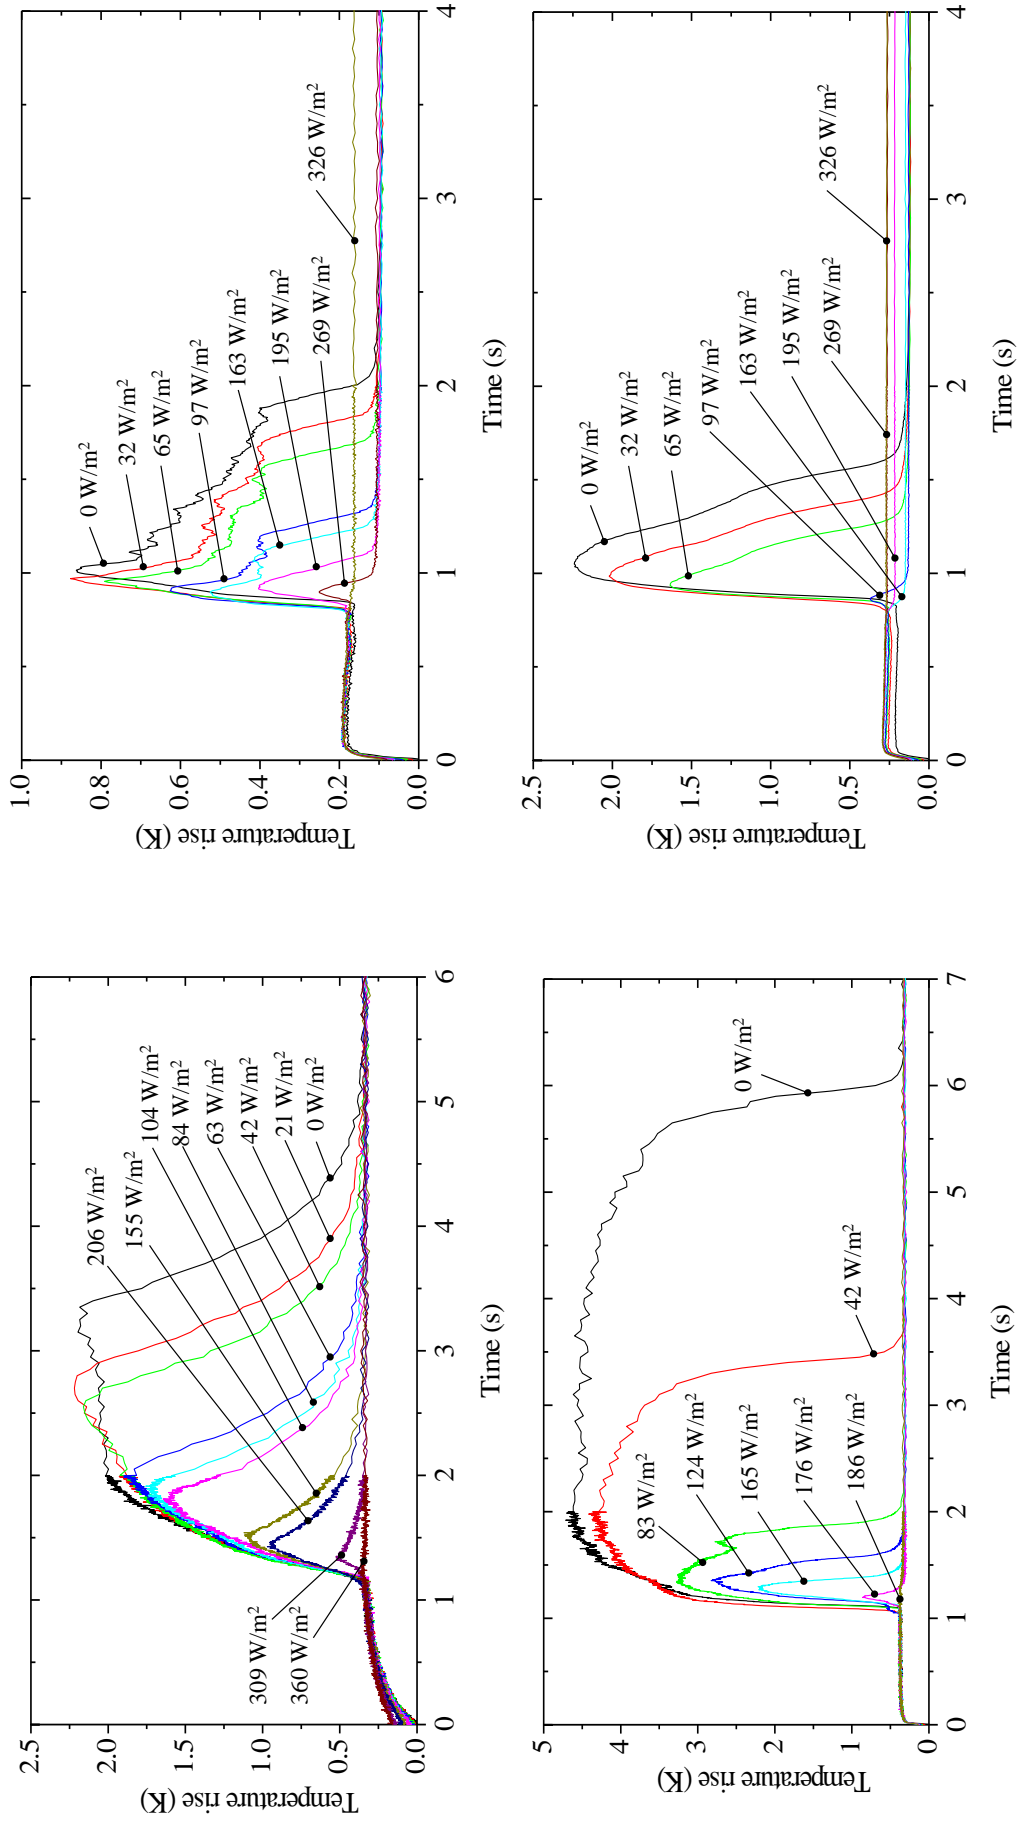 Temperature rise (K)
2.5
2.0
1.5
1.0
0.5
0.0
206 W/m²
155 W/m²
104 W/m²
84 W/m²
63 W/m²
42 W/m²
21 W/m²
0 W/m²
309 W/m²
360 W/m²
0 1 2 3 4 5 6
Time (s)
Temperature rise (K)
1.0
0.8
0.6
0.4
0.2
0.0
0 W/m²
32 W/m²
65 W/m²
97 W/m²
163 W/m²
195 W/m²
269 W/m²
326 W/m²
0 1 2 3 4
Time (s)
Temperature rise (K)
5
4
3
2
1
0
0 W/m²
42 W/m²
83 W/m²
124 W/m²
165 W/m²
176 W/m²
186 W/m²
0 1 2 3 4 5 6 7
Time (s)
Temperature rise (K)
2.5
2.0
1.5
1.0
0.5
0.0
0 W/m²
32 W/m²
65 W/m²
97 W/m²
163 W/m²
195 W/m²
269 W/m²
326 W/m²
0 1 2 3 4
Time (s)